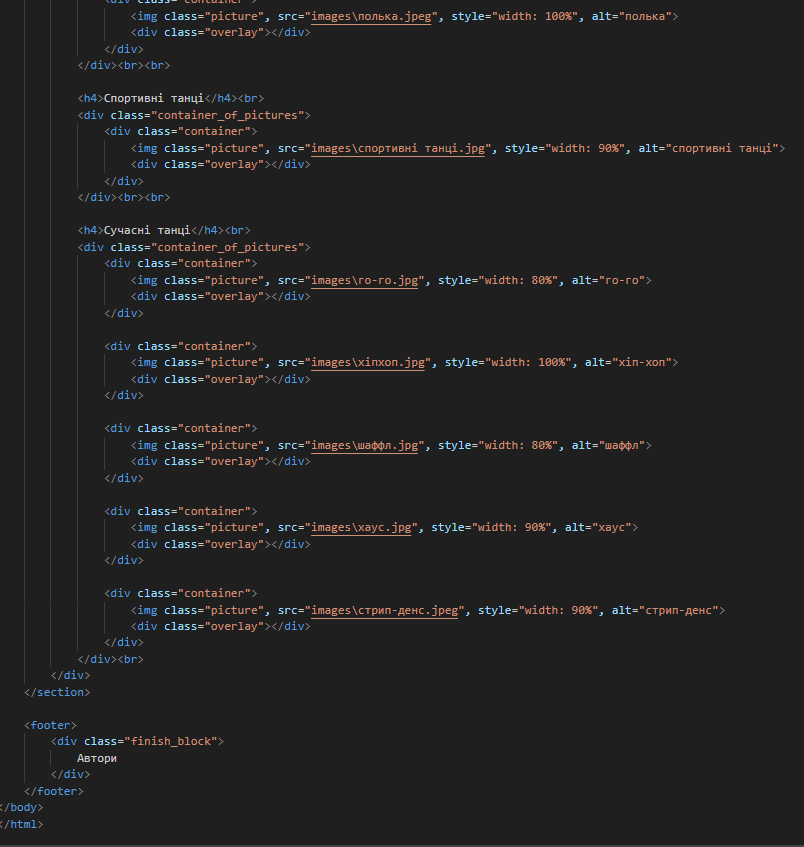 <div class="container">
<img class="picture", src="images\полька.jpeg", style="width: 100%", alt="полька">
<div class="overlay"></div>
</div>
</div><br><br>
<h4>Спортивні танці</h4><br>
<div class="container_of_pictures">
<div class="container">
<img class="picture", src="images\спортивні танці.jpg", style="width: 90%", alt="спортивні танці">
<div class="overlay"></div>
</div>
</div><br><br>
<h4>Сучасні танці</h4><br>
<div class="container_of_pictures">
<div class="container">
<img class="picture", src="images\го-го.jpg", style="width: 80%", alt="го-го">
<div class="overlay"></div>
</div>
<div class="container">
<img class="picture", src="images\хіпхоп.jpg", style="width: 100%", alt="хіп-хоп">
<div class="overlay"></div>
</div>
<div class="container">
<img class="picture", src="images\шаффл.jpg", style="width: 80%", alt="шаффл">
<div class="overlay"></div>
</div>
<div class="container">
<img class="picture", src="images\хаус.jpg", style="width: 90%", alt="хаус">
<div class="overlay"></div>
</div>
<div class="container">
<img class="picture", src="images\стрип-денс.jpeg", style="width: 90%", alt="стрип-денс">
<div class="overlay"></div>
</div>
</div><br>
</div>
</section>
<footer>
<div class="finish_block">
Автори
</div>
</footer>
</body>
</html>